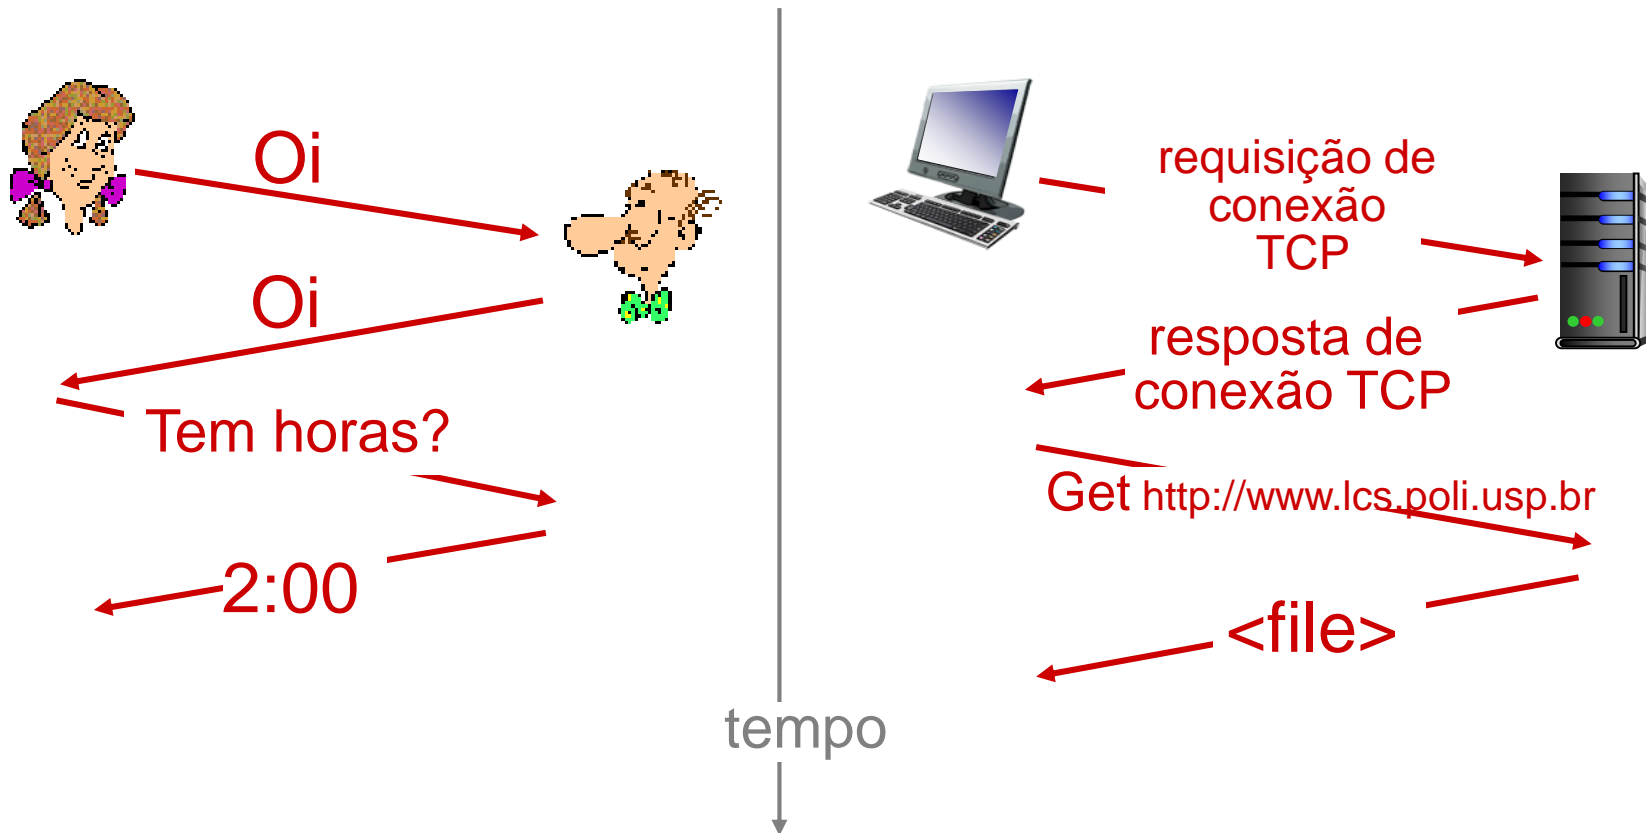 Oi
Oi
Tem horas?
2:00
requisição de
conexão
TCP
resposta de
conexão TCP
Get http://www.lcs.poli.usp.br
<file>
tempo